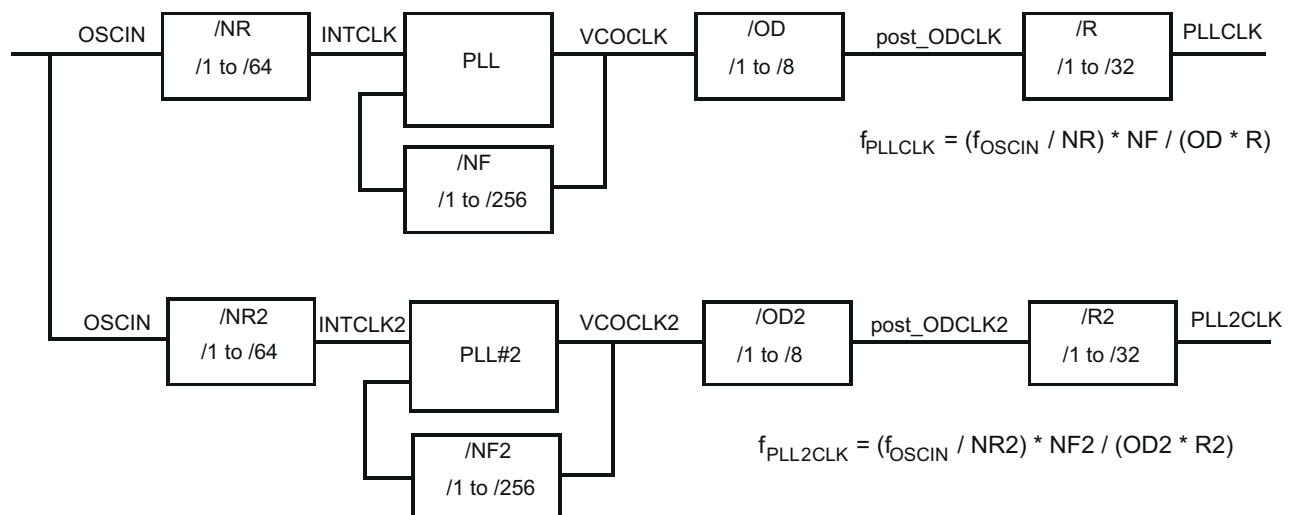 OSCIN
/NR
/1 to /64
INTCLK
PLL
VCOCLK
/OD
/1 to /8
post_ODCLK
/R
/1 to /32
PLLCLK
/NF
/1 to /256
fPLLCLK = (fOSCIN / NR) * NF / (OD * R)
OSCIN
/NR2
/1 to /64
INTCLK2
PLL#2
VCOCLK2
/OD2
/1 to /8
post_ODCLK2
/R2
/1 to /32
PLL2CLK
/NF2
/1 to /256
fPLL2CLK = (fOSCIN / NR2) * NF2 / (OD2 * R2)